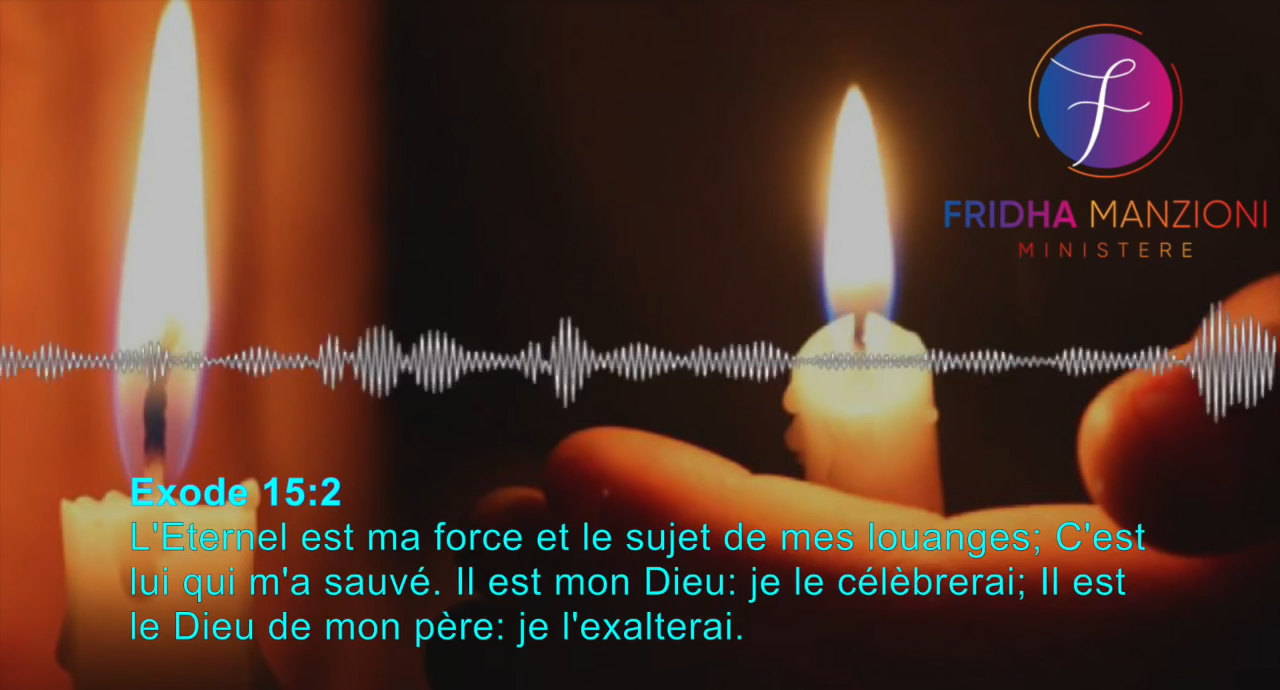 FRIDHA MANZIONI
MINISTERE
Exode 15:2
L'Eternel est ma force et le sujet de mes louanges; C'est
lui qui m'a sauvé. Il est mon Dieu: je le célèbrerai; Il est
le Dieu de mon père: je l'exalterai.